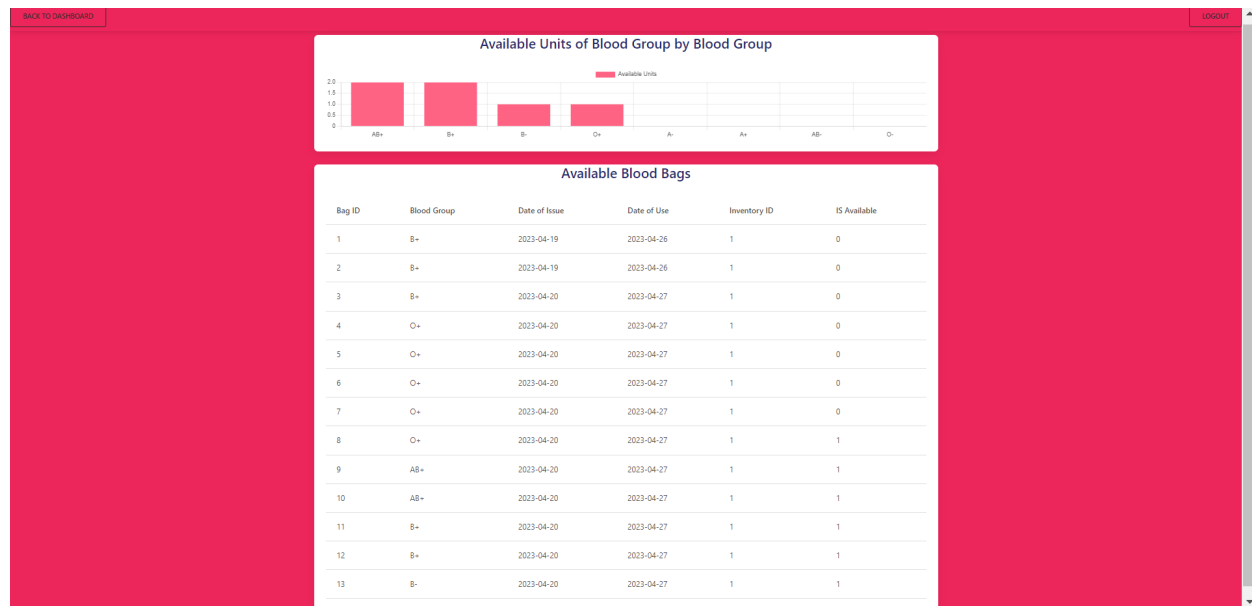 BACK TO DASHBOARD LOGOUT
Available Units of Blood Group by Blood Group
Available Units
2.0
1.5
1.0
0.5
0
AB+ B+ B- O+ A- A+ AB- O-
Available Blood Bags
Bag ID Blood Group Date of Issue Date of Use Inventory ID IS Available
1 B+ 2023-04-19 2023-04-26 1 0
2 B+ 2023-04-19 2023-04-26 1 0
3 B+ 2023-04-20 2023-04-27 1 0
4 O+ 2023-04-20 2023-04-27 1 0
5 O+ 2023-04-20 2023-04-27 1 0
6 O+ 2023-04-20 2023-04-27 1 0
7 O+ 2023-04-20 2023-04-27 1 0
8 O+ 2023-04-20 2023-04-27 1 1
9 AB+ 2023-04-20 2023-04-27 1 1
10 AB+ 2023-04-20 2023-04-27 1 1
11 B+ 2023-04-20 2023-04-27 1 1
12 B+ 2023-04-20 2023-04-27 1 1
13 B- 2023-04-20 2023-04-27 1 1